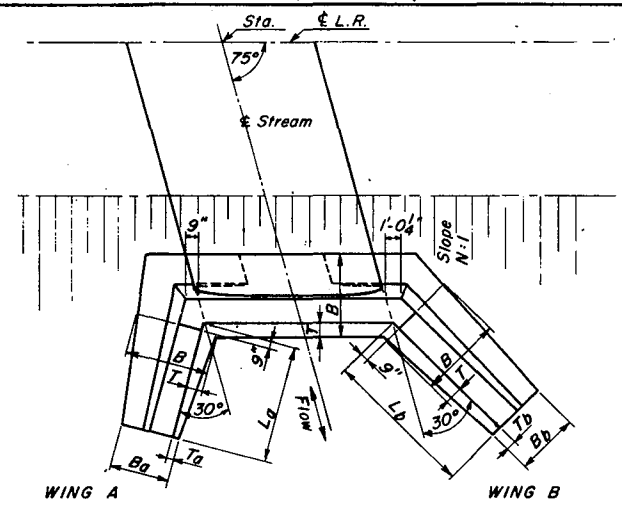 Sta.
℄ L.R.
75°
℄ Stream
9"
1'-0¼"
Slope
N:1
B
T
9"
9"
B
T
30°
La
Flow
Lb
B
T
30°
Ba
Ta
Tb
Bb
WING A
WING B